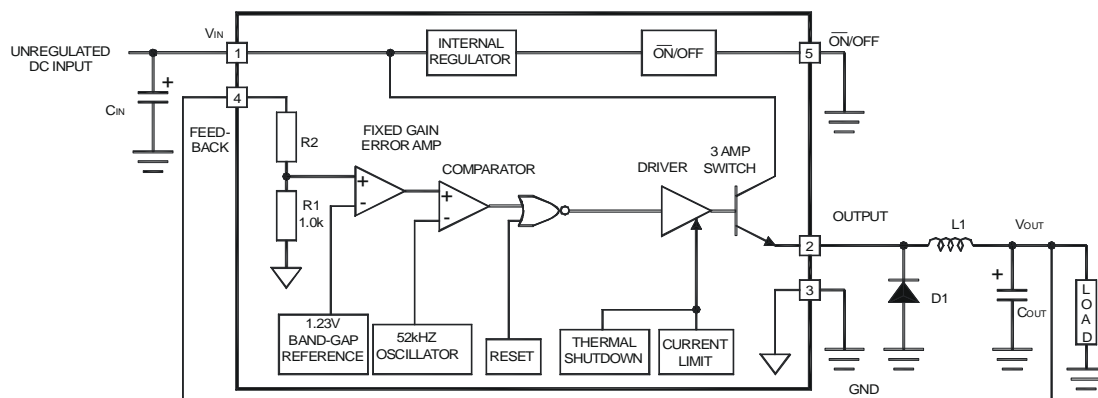 UNREGULATED
DC INPUT
VIN
1
INTERNAL
REGULATOR
ON/OFF
5
ON/OFF
+
CIN
4
FEED-
BACK
R2
FIXED GAIN
ERROR AMP
COMPARATOR
DRIVER
3 AMP
SWITCH
+
-
+
-
R1
1.0k
OUTPUT
2
L1
VOUT
3
D1
+
COUT
LOAD
1.23V
BAND-GAP
REFERENCE
52kHZ
OSCILLATOR
RESET
THERMAL
SHUTDOWN
CURRENT
LIMIT
GND